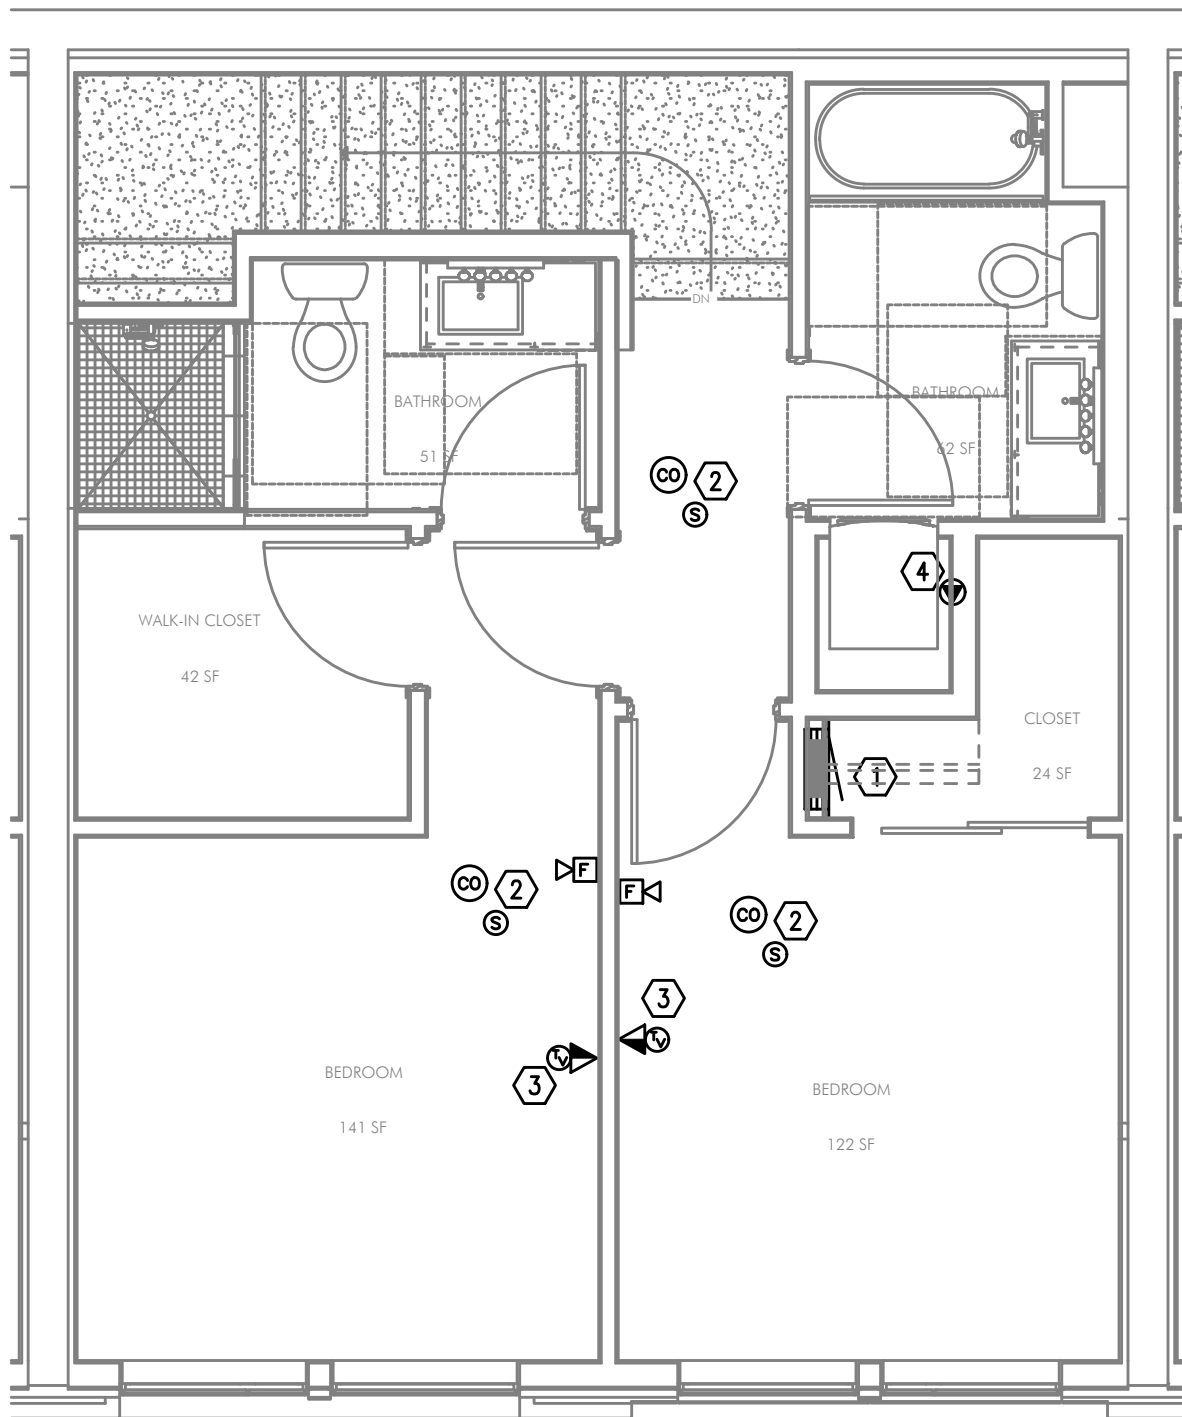 DN
BATHROOM
51 SF
BATHROOM
62 SF
CO
2
S
4
WALK-IN CLOSET
42 SF
CLOSET
24 SF
1
F
CO
2
S
F
CO
2
S
3
TV
TV
3
BEDROOM
141 SF
BEDROOM
122 SF